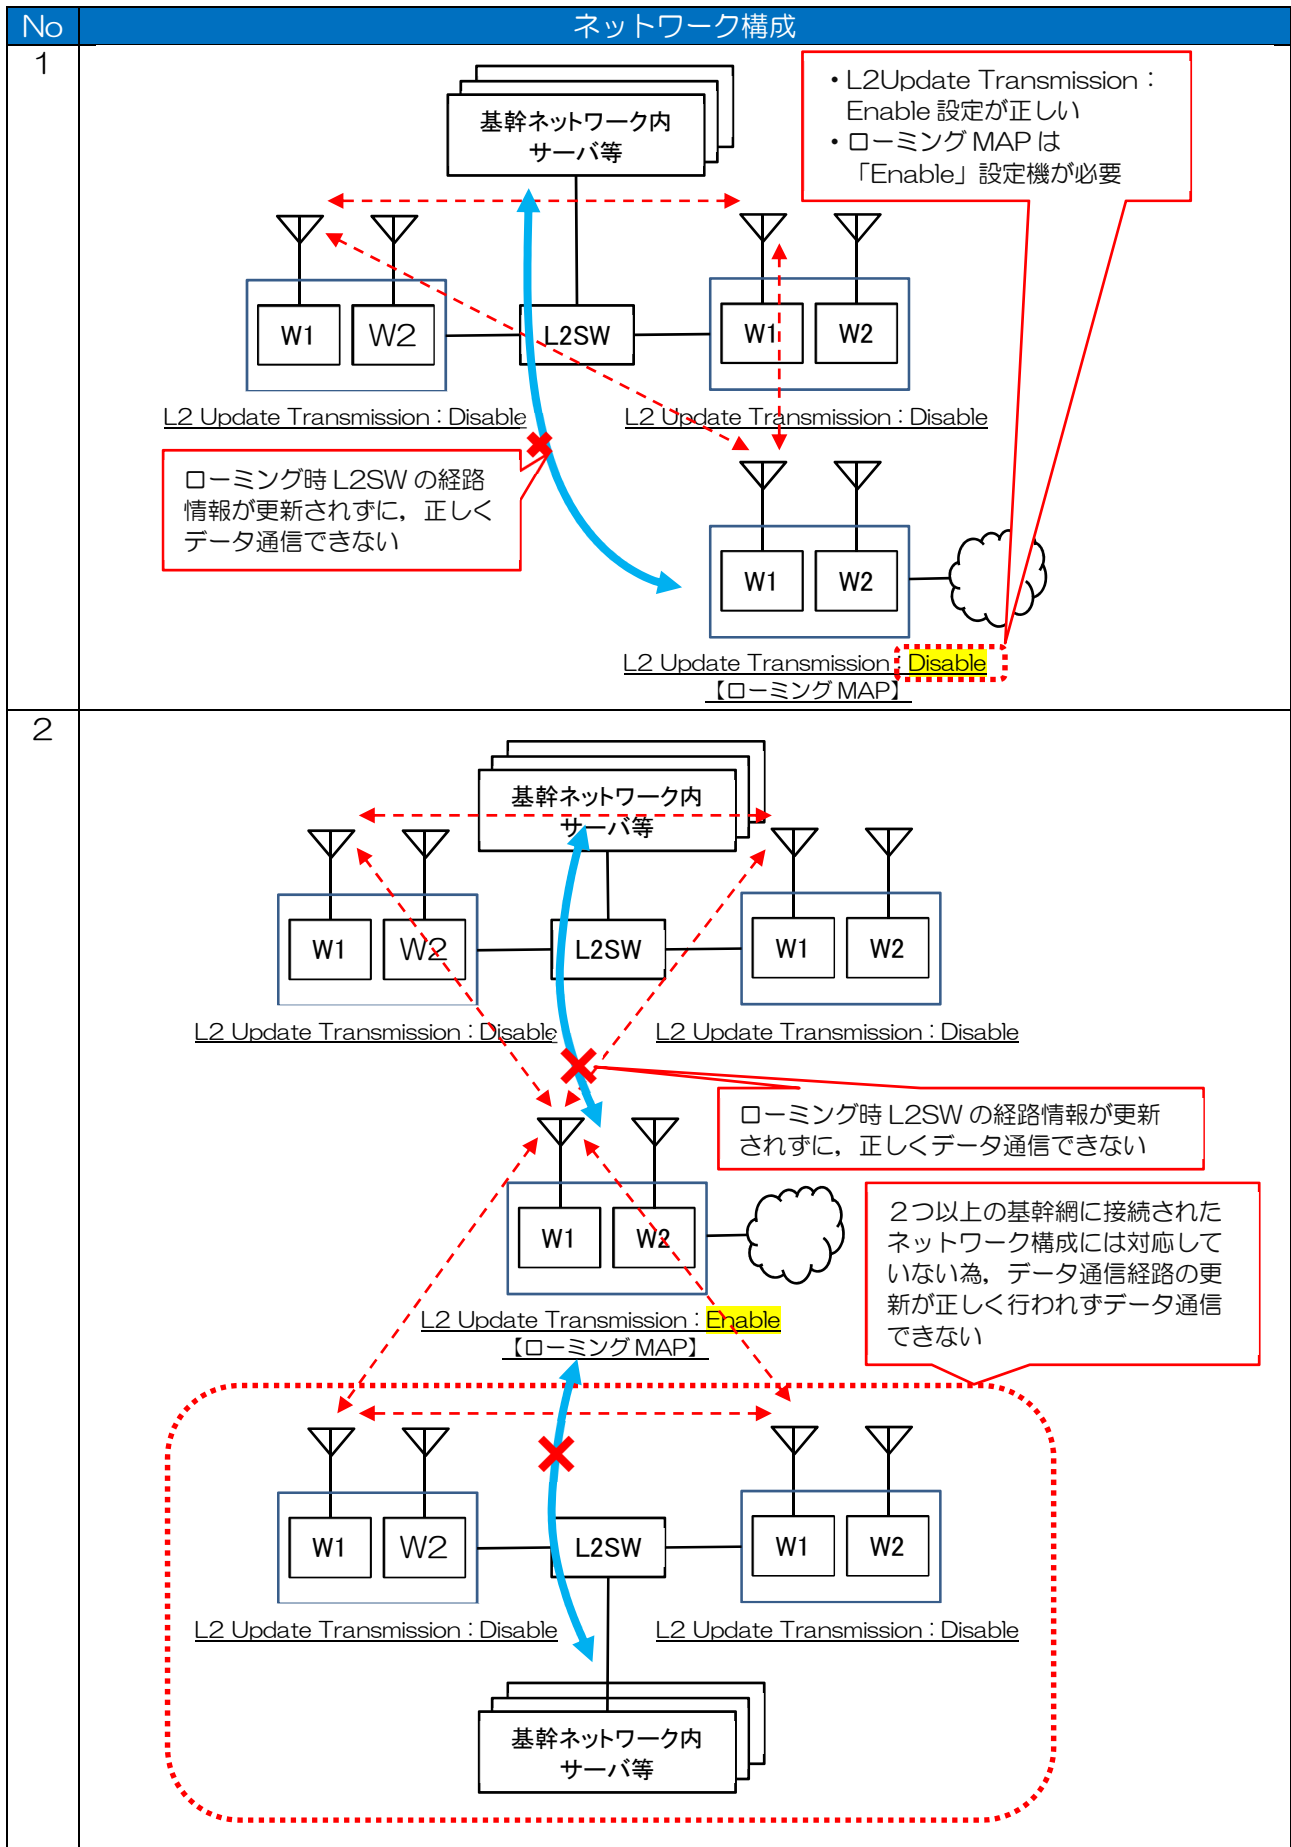 No
ネットワーク構成
1
・L2Update Transmission：
Enable 設定が正しい
・ローミング MAP は
「Enable」設定機が必要
基幹ネットワーク内
サーバ等
W1
W2
L2SW
W1
W2
L2 Update Transmission : Disable
L2 Update Transmission : Disable
ローミング時 L2SW の経路
情報が更新されずに，正しく
データ通信できない
W1
W2
L2 Update Transmission : Disable
【ローミング MAP】
2
基幹ネットワーク内
サーバ等
W1
W2
L2SW
W1
W2
L2 Update Transmission : Disable
L2 Update Transmission : Disable
ローミング時 L2SW の経路情報が更新
されずに，正しくデータ通信できない
W1
W2
２つ以上の基幹網に接続された
ネットワーク構成には対応して
いない為，データ通信経路の更
新が正しく行われずデータ通信
できない
L2 Update Transmission : Enable
【ローミング MAP】
W1
W2
L2SW
W1
W2
L2 Update Transmission : Disable
L2 Update Transmission : Disable
基幹ネットワーク内
サーバ等